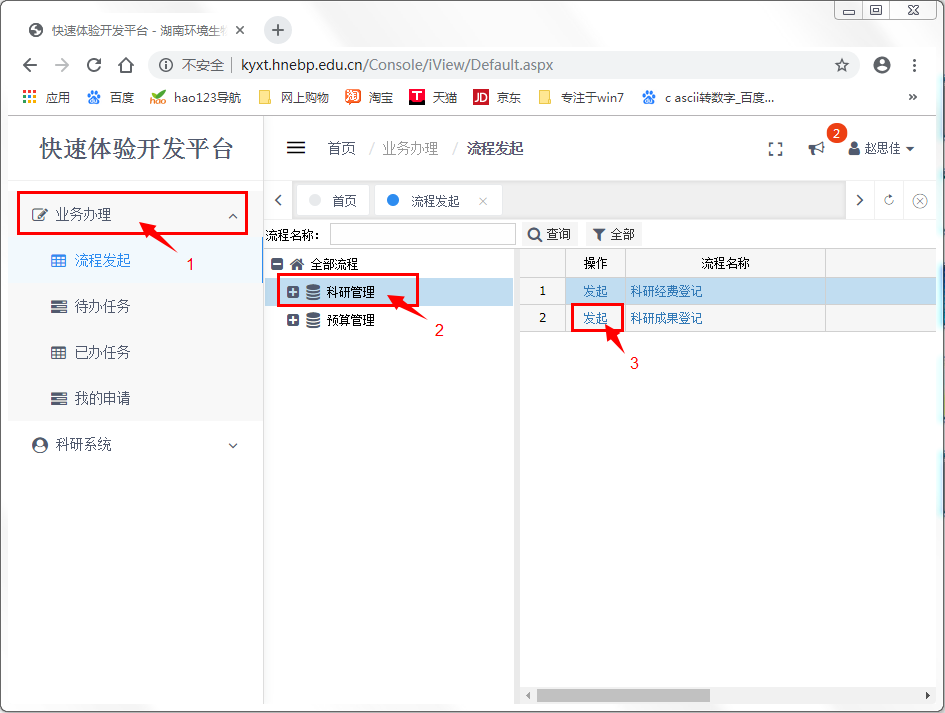 快速体验开发平台 - 湖南环境生
不安全 kyxt.hnebp.edu.cn/Console/iView/Default.aspx
应用 百度 hao123导航 网上购物 淘宝 天猫 京东 专注于win7 c ascii转数字_百度...
淘 T JD
hao
快速体验开发平台 首页 / 业务办理 / 流程发起 2 赵思佳
业务办理
1
流程发起
待办任务
已办任务
我的申请
科研系统
首页 流程发起
流程名称： 查询 全部
全部流程
科研管理
2
预算管理
操作 流程名称
1 发起 科研经费登记
2 发起 科研成果登记
3